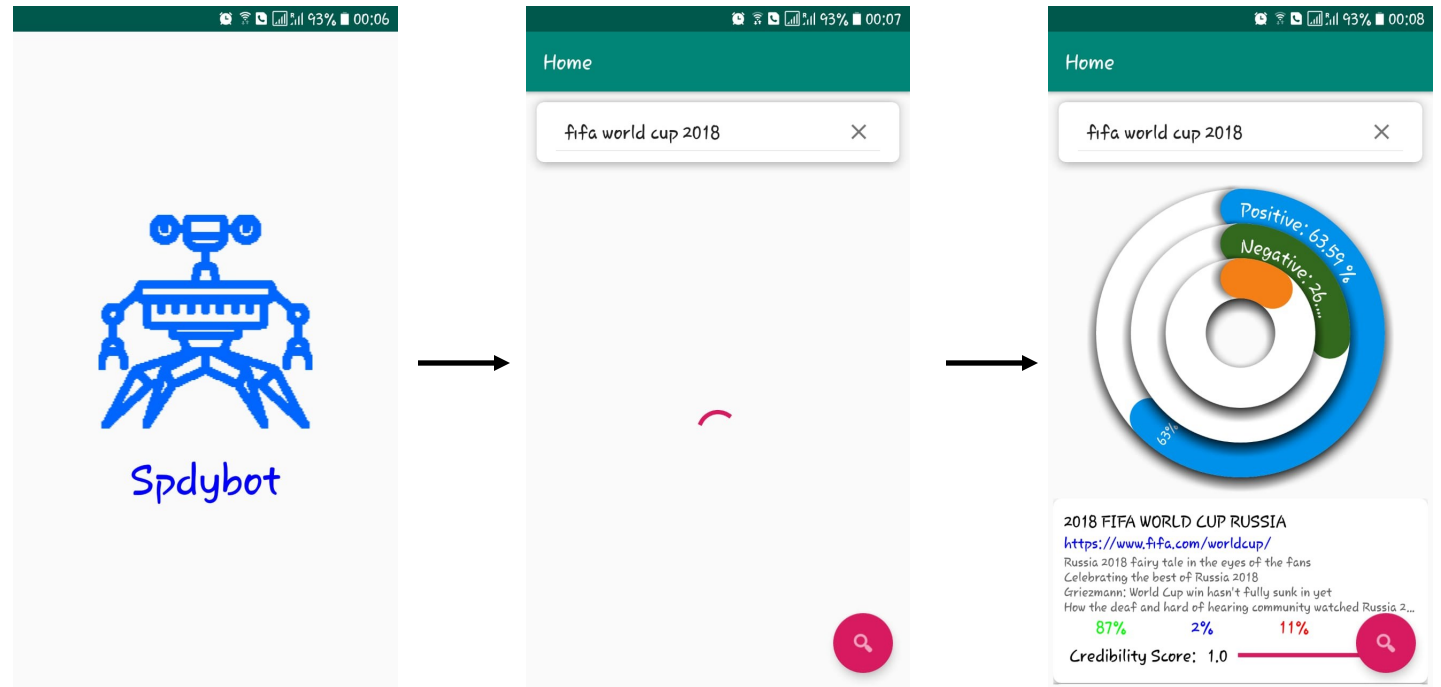 93% 00:06
Spdybot
93% 00:07
Home
fifa world cup 2018
93% 00:08
Home
fifa world cup 2018
Positive: 63.59 %
Negative: 26....
63%
2018 FIFA WORLD CUP RUSSIA
https://www.fifa.com/worldcup/
Russia 2018 fairy tale in the eyes of the fans
Celebrating the best of Russia 2018
Griezmann: World Cup win hasn't fully sunk in yet
How the deaf and hard of hearing community watched Russia 2...
87% 2% 11%
Credibility Score: 1.0